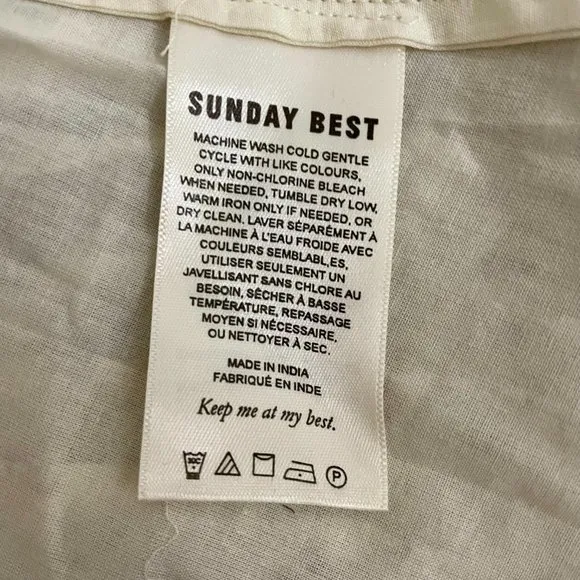 SUNDAY BEST
MACHINE WASH COLD GENTLE
CYCLE WITH LIKE COLOURS,
ONLY NON-CHLORINE BLEACH
WHEN NEEDED, TUMBLE DRY LOW,
WARM IRON ONLY IF NEEDED, OR
DRY CLEAN. LAVER SÉPARÉMENT À
LA MACHINE À L'EAU FROIDE AVEC
COULEURS SEMBLABL,ES,
UTILISER SEULEMENT UN
JAVELLISANT SANS CHLORE AU
BESOIN, SÉCHER À BASSE
TEMPÉRATURE, REPASSAGE
MOYEN SI NÉCESSAIRE,
OU NETTOYER À SEC.
MADE IN INDIA
FABRIQUÉ EN INDE
Keep me at my best.
30C P